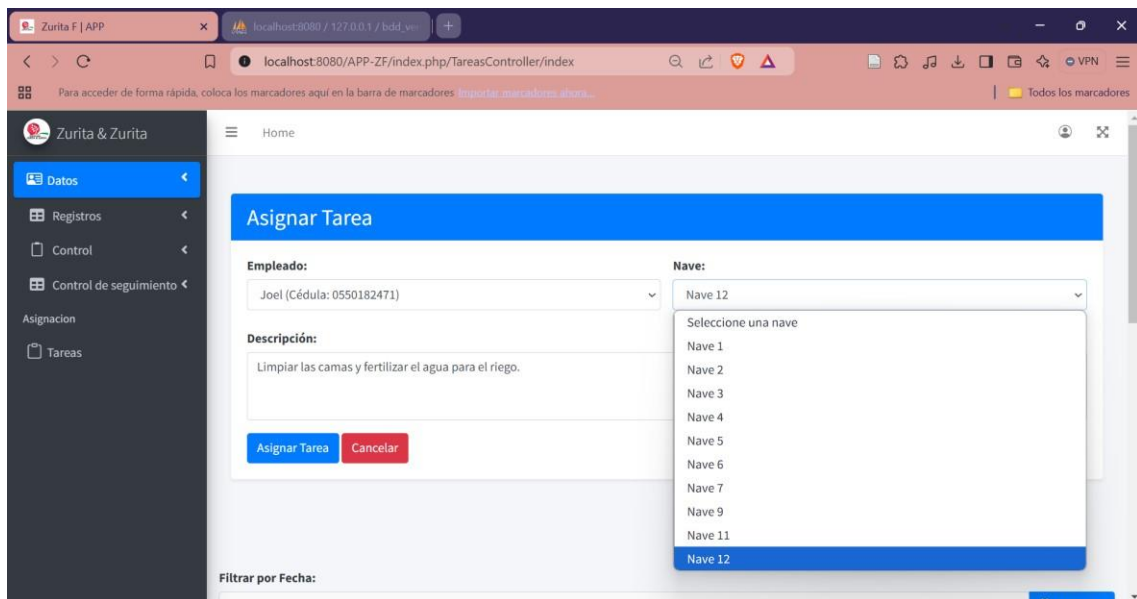 Zurita F | APP
localhost:8080 / 127.0.0.1 / bdd_ve
localhost:8080/APP-ZF/index.php/TareasController/index
VPN
Para acceder de forma rápida, coloca los marcadores aquí en la barra de marcadores. Importar marcadores ahora...
Todos los marcadores
Zurita & Zurita
Home
Datos
Registros
Control
Control de seguimiento
Asignacion
Tareas
Asignar Tarea
Empleado:
Nave:
Joel (Cédula: 0550182471)
Nave 12
Seleccione una nave
Nave 1
Nave 2
Nave 3
Nave 4
Nave 5
Nave 6
Nave 7
Nave 9
Nave 11
Nave 12
Descripción:
Limpiar las camas y fertilizar el agua para el riego.
Asignar Tarea
Cancelar
Filtrar por Fecha: